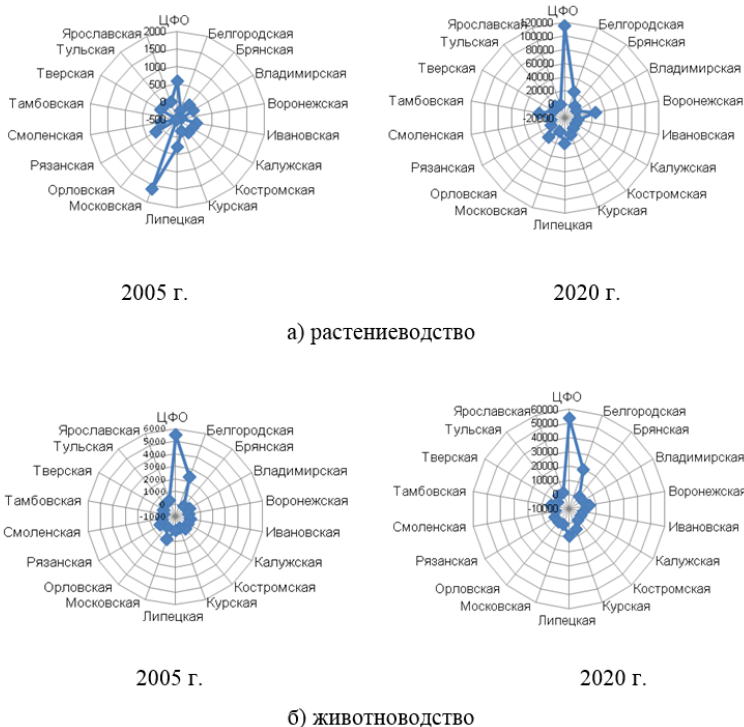 ЦФО
Белгородская
Брянская
Владимирская
Воронежская
Ивановская
Калужская
Костромская
Курская
Липецкая
Московская
Орловская
Рязанская
Смоленская
Тамбовская
Тверская
Тульская
Ярославская
2000
1500
1000
500
0
-500
ЦФО
Белгородская
Брянская
Владимирская
Воронежская
Ивановская
Калужская
Костромская
Курская
Липецкая
Московская
Орловская
Рязанская
Смоленская
Тамбовская
Тверская
Тульская
Ярославская
120000
100000
80000
60000
40000
20000
0
-20000
2005 г.
2020 г.
а) растениеводство
ЦФО
Белгородская
Брянская
Владимирская
Воронежская
Ивановская
Калужская
Костромская
Курская
Липецкая
Московская
Орловская
Рязанская
Смоленская
Тамбовская
Тверская
Тульская
Ярославская
6000
5000
4000
3000
2000
1000
0
-1000
ЦФО
Белгородская
Брянская
Владимирская
Воронежская
Ивановская
Калужская
Костромская
Курская
Липецкая
Московская
Орловская
Рязанская
Смоленская
Тамбовская
Тверская
Тульская
Ярославская
60000
50000
40000
30000
20000
10000
0
-10000
2005 г.
2020 г.
б) животноводство